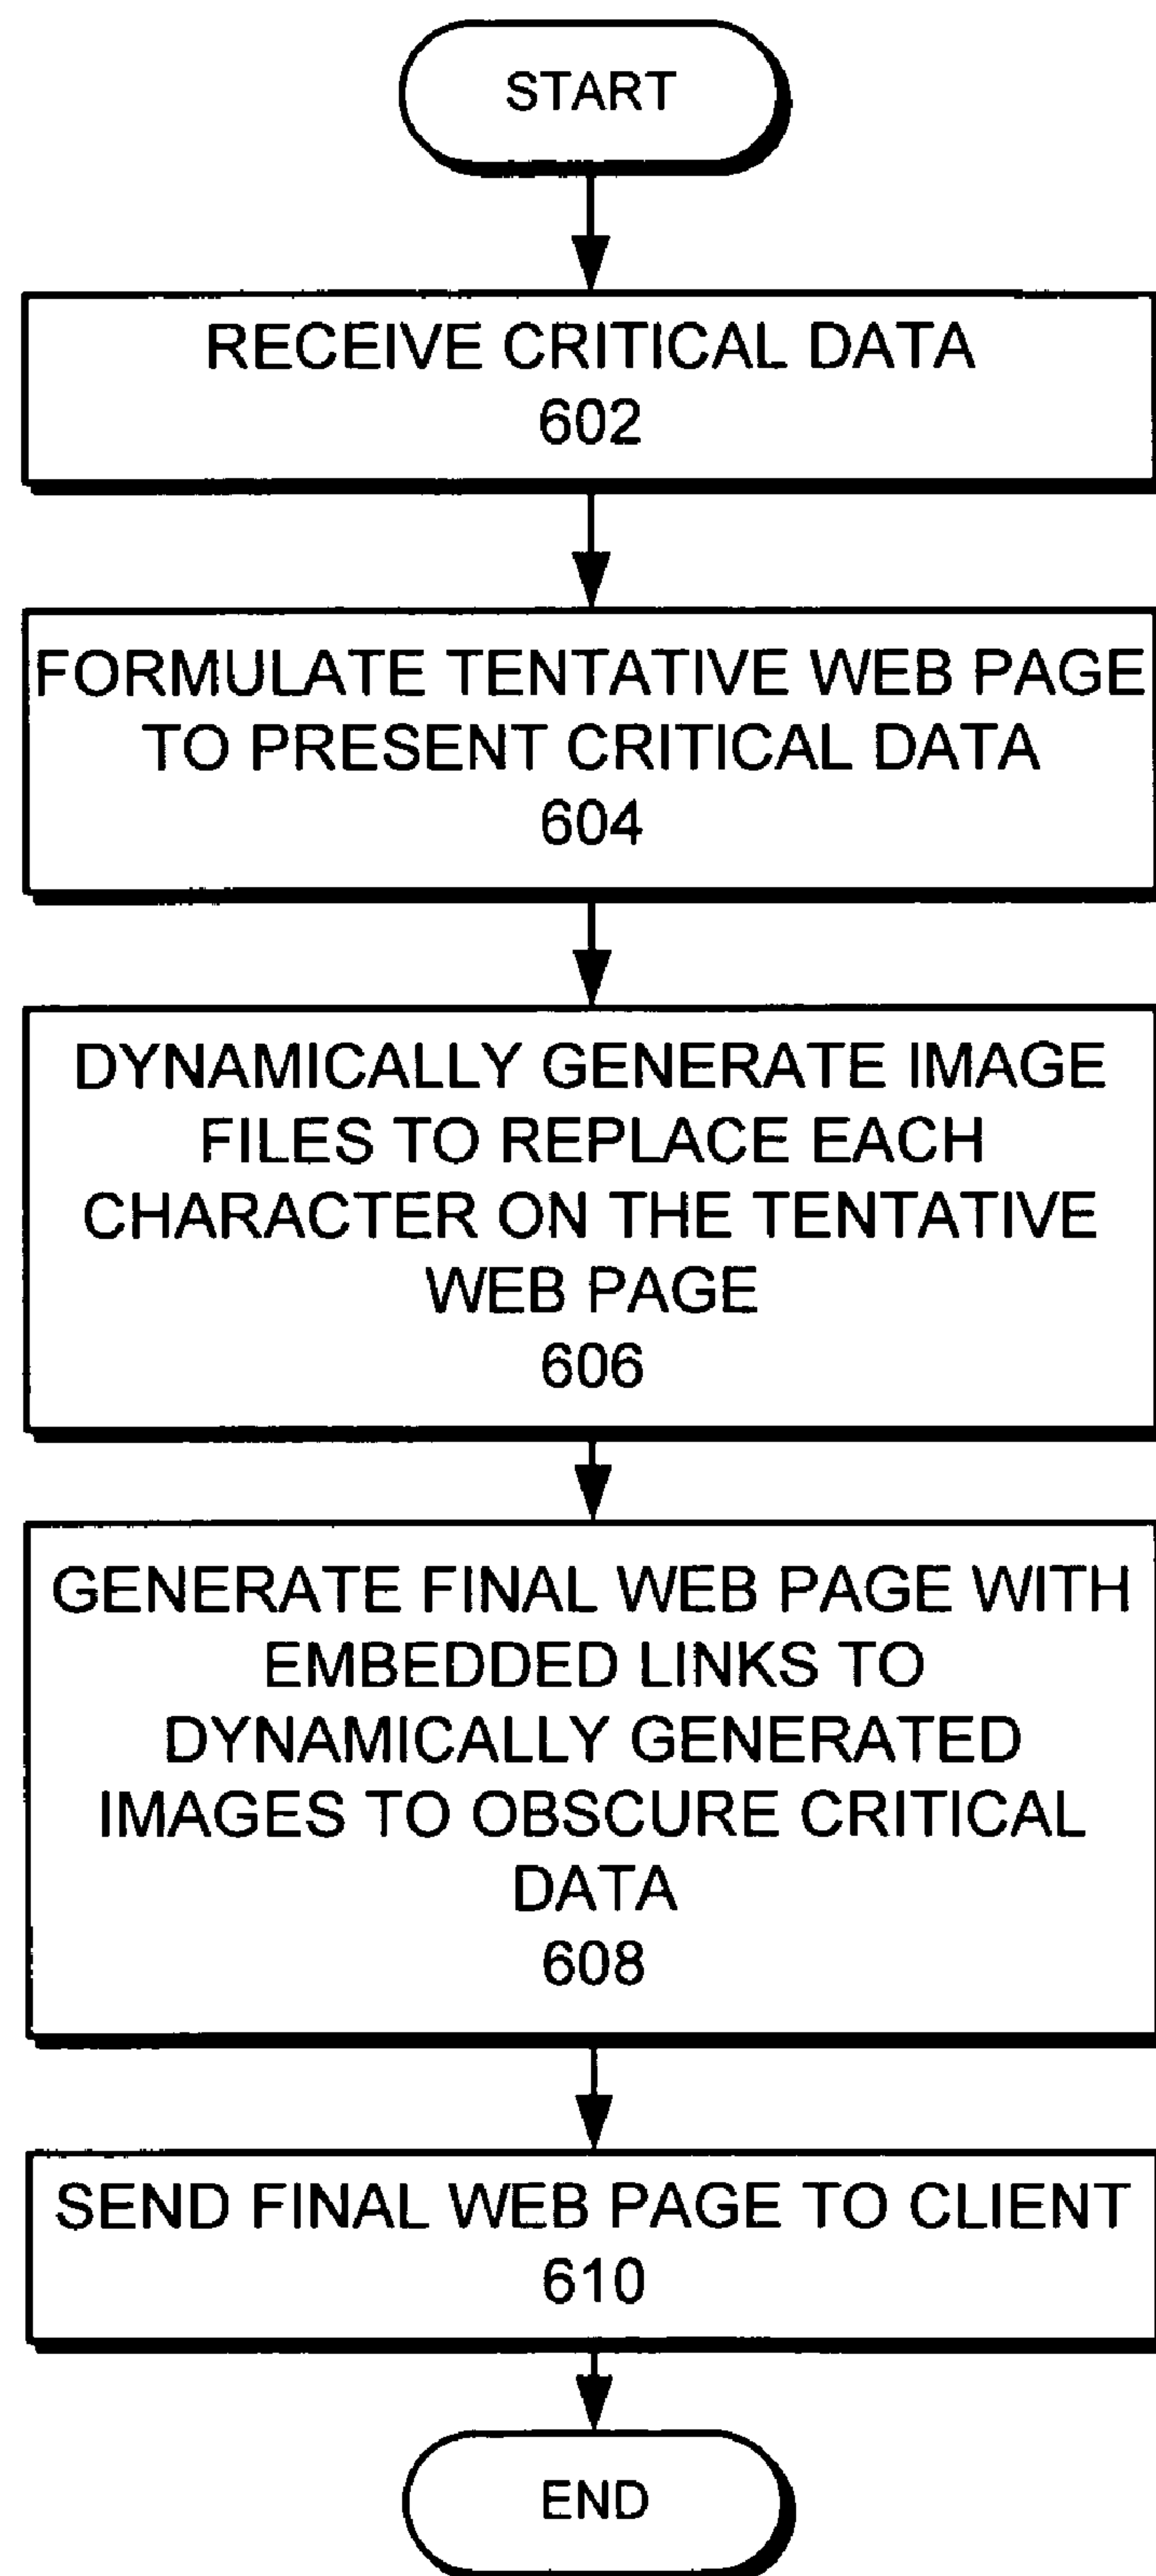 START
RECEIVE CRITICAL DATA
602
FORMULATE TENTATIVE WEB PAGE
TO PRESENT CRITICAL DATA
604
DYNAMICALLY GENERATE IMAGE
FILES TO REPLACE EACH
CHARACTER ON THE TENTATIVE
WEB PAGE
606
GENERATE FINAL WEB PAGE WITH
EMBEDDED LINKS TO
DYNAMICALLY GENERATED
IMAGES TO OBSCURE CRITICAL
DATA
608
SEND FINAL WEB PAGE TO CLIENT
610
END